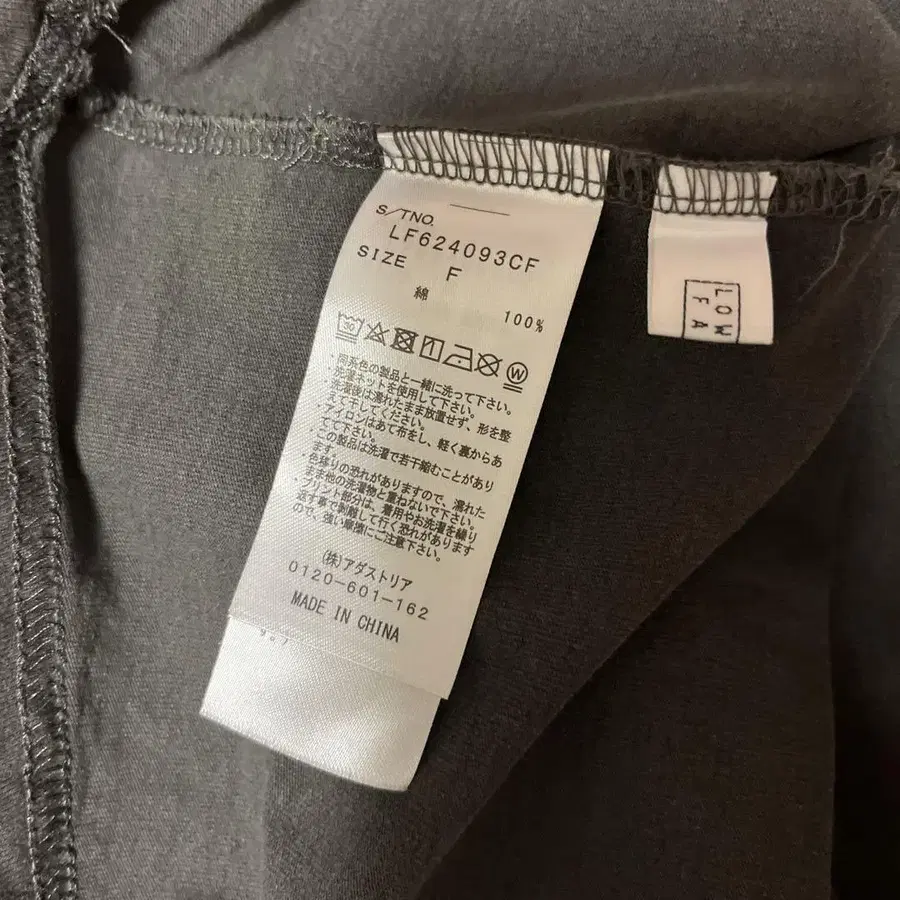 S/TNO.
LF624093CF
SIZE F
綿
100%
30
W
・同系色の製品と一緒に洗って下さい。
・洗濯ネットを使用して下さい。
・洗濯後は濡れたまま放置せず、形を整
えて干してください。
・アイロンはあて布をし、軽く裏からあ
てて下さい。
・この製品は洗濯で若干縮むことがあり
ます。
・色移りの恐れがありますので、濡れた
まま他の洗濯物と重ねないで下さい。
・プリント部分は、着用やお洗濯を繰り
返す事で剥離して行く恐れがあります
ので、強い摩擦にご注意下さい。
(株)アダストリア
0120-601-162
MADE IN CHINA
LOW
FA